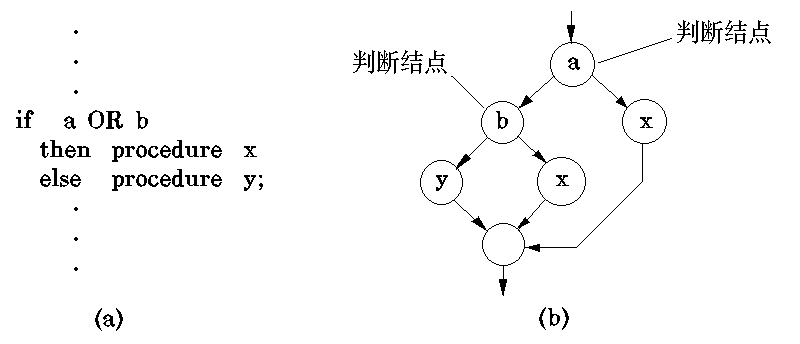 .
.
.
if a OR b
then procedure x
else procedure y;
.
.
.
(a)
判断结点
判断结点
a
b
x
y
x
(b)